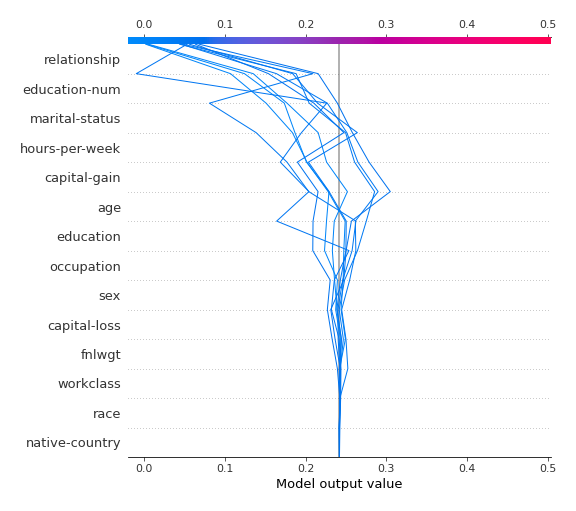 0.0 0.1 0.2 0.3 0.4 0.5
relationship
education-num
marital-status
hours-per-week
capital-gain
age
education
occupation
sex
capital-loss
fnlwgt
workclass
race
native-country
0.0 0.1 0.2 0.3 0.4 0.5
Model output value